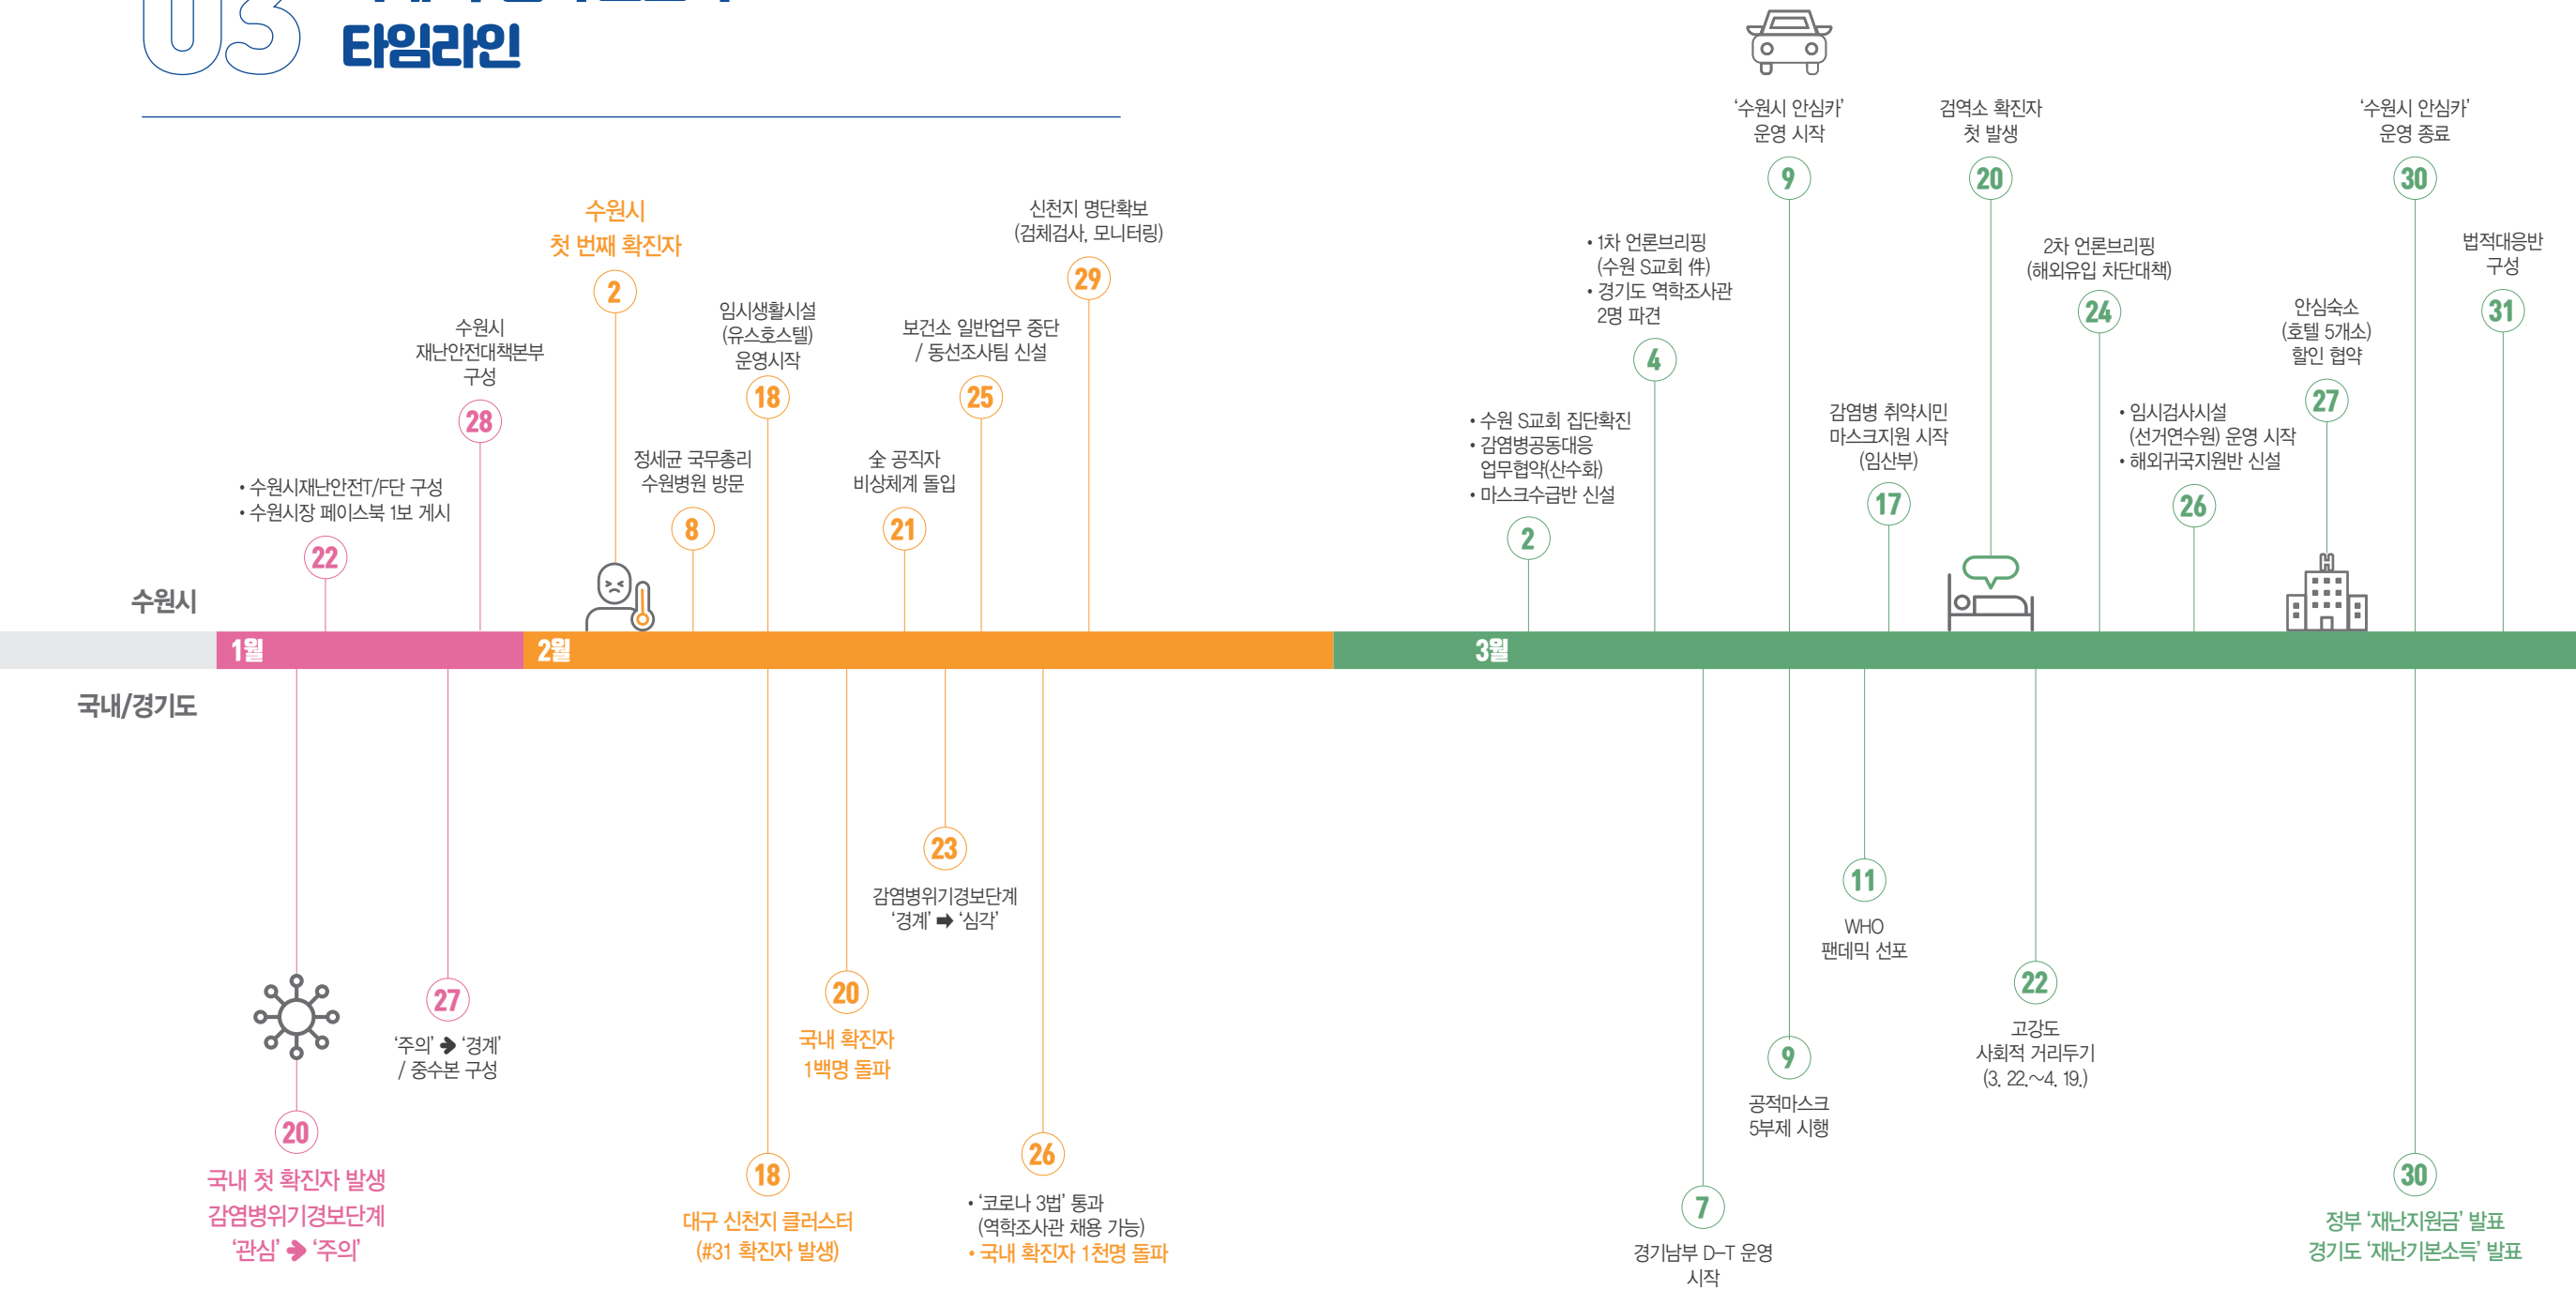 03
타임라인
수원시
• 수원시재난안전T/F단 구성
• 수원시장 페이스북 1보 게시
22
수원시
재난안전대책본부
구성
28
수원시
첫 번째 확진자
2
정세균 국무총리
수원병원 방문
8
임시생활시설
(유스호스텔)
운영시작
18
全 공직자
비상체계 돌입
21
보건소 일반업무 중단
/ 동선조사팀 신설
25
신천지 명단확보
(검체검사, 모니터링)
29
• 수원 S교회 집단확진
• 감염병공동대응
업무협약(산수화)
• 마스크수급반 신설
2
• 1차 언론브리핑
(수원 S교회 件)
• 경기도 역학조사관
2명 파견
4
‘수원시 안심카’
운영 시작
9
감염병 취약시민
마스크지원 시작
(임산부)
17
검역소 확진자
첫 발생
20
2차 언론브리핑
(해외유입 차단대책)
24
• 임시검사시설
(선거연수원) 운영 시작
• 해외귀국지원반 신설
26
안심숙소
(호텔 5개소)
할인 협약
27
‘수원시 안심카’
운영 종료
30
법적대응반
구성
31
H
1월
2월
3월
국내/경기도
20
국내 첫 확진자 발생
감염병위기경보단계
‘관심’ ➔ ‘주의’
27
‘주의’ ➔ ‘경계’
/ 중수본 구성
18
대구 신천지 클러스터
(#31 확진자 발생)
20
국내 확진자
1백명 돌파
23
감염병위기경보단계
‘경계’ ➡ ‘심각’
26
• ‘코로나 3법’ 통과
(역학조사관 채용 가능)
• 국내 확진자 1천명 돌파
7
경기남부 D-T 운영
시작
9
공적마스크
5부제 시행
11
WHO
팬데믹 선포
22
고강도
사회적 거리두기
(3. 22.~4. 19.)
30
정부 ‘재난지원금’ 발표
경기도 ‘재난기본소득’ 발표